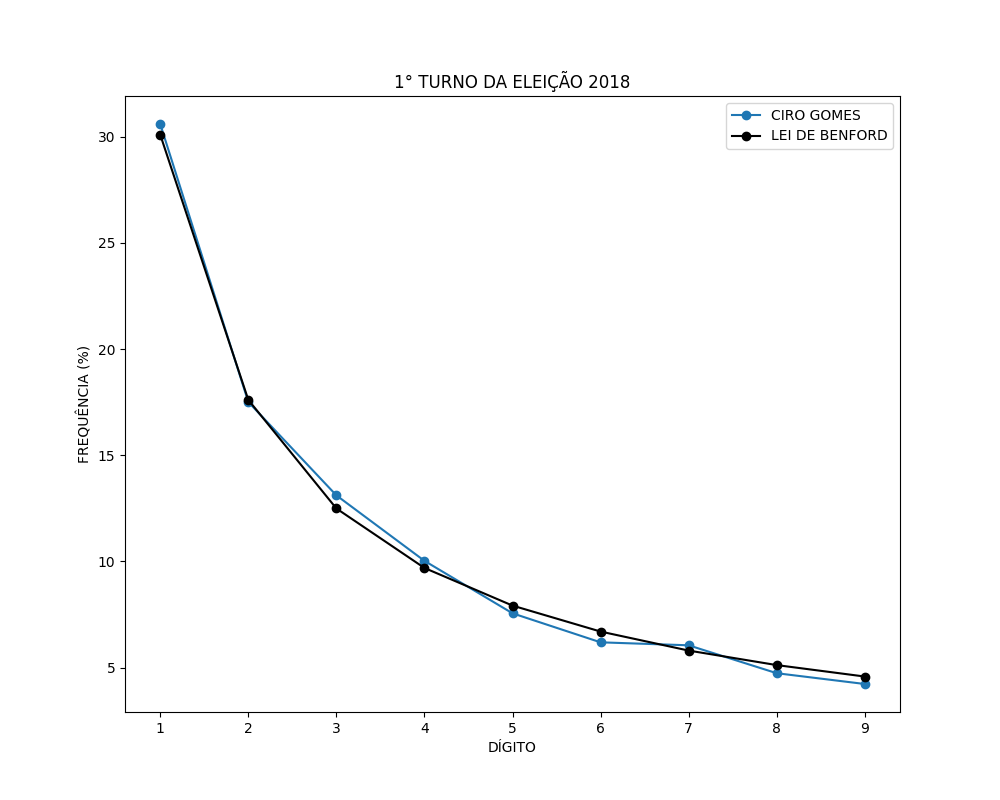 1° TURNO DA ELEIÇÃO 2018
CIRO GOMES
LEI DE BENFORD
FREQUÊNCIA (%)
30
25
20
15
10
5
1 2 3 4 5 6 7 8 9
DÍGITO